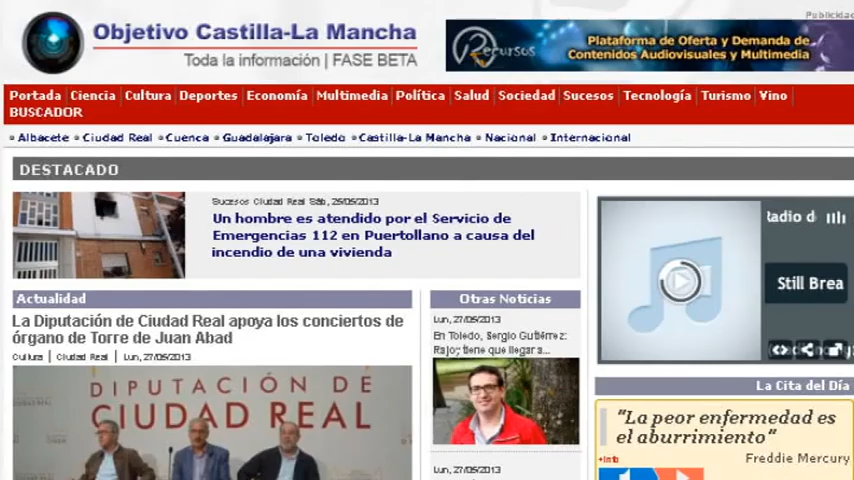 Publicidad
Objetivo Castilla-La Mancha
Toda la información | FASE BETA
Recursos
Plataforma de Oferta y Demanda de
Contenidos Audiovisuales y Multimedia
Portada | Ciencia | Cultura | Deportes | Economía | Multimedia | Política | Salud | Sociedad | Sucesos | Tecnología | Turismo | Vino
BUSCADOR
Albacete Ciudad Real Cuenca Guadalajara Toledo Castilla-La Mancha Nacional Internacional
DESTACADO
Sucesos Ciudad Real Sáb, 25/05/2013
Un hombre es atendido por el Servicio de
Emergencias 112 en Puertollano a causa del
incendio de una vivienda
Radio d
Still Brea
Actualidad
La Diputación de Ciudad Real apoya los conciertos de
órgano de Torre de Juan Abad
Cultura | Ciudad Real | Lun, 27/05/2013
DIPUTACIÓN DE
CIUDAD REAL
Otras Noticias
Lun, 27/05/2013
En Toledo, Sergio Gutiérrez:
Rajoy tiene que llegar a...
Lun, 27/05/2013
La Cita del Día
"La peor enfermedad es
el aburrimiento"
+Info
Freddie Mercury